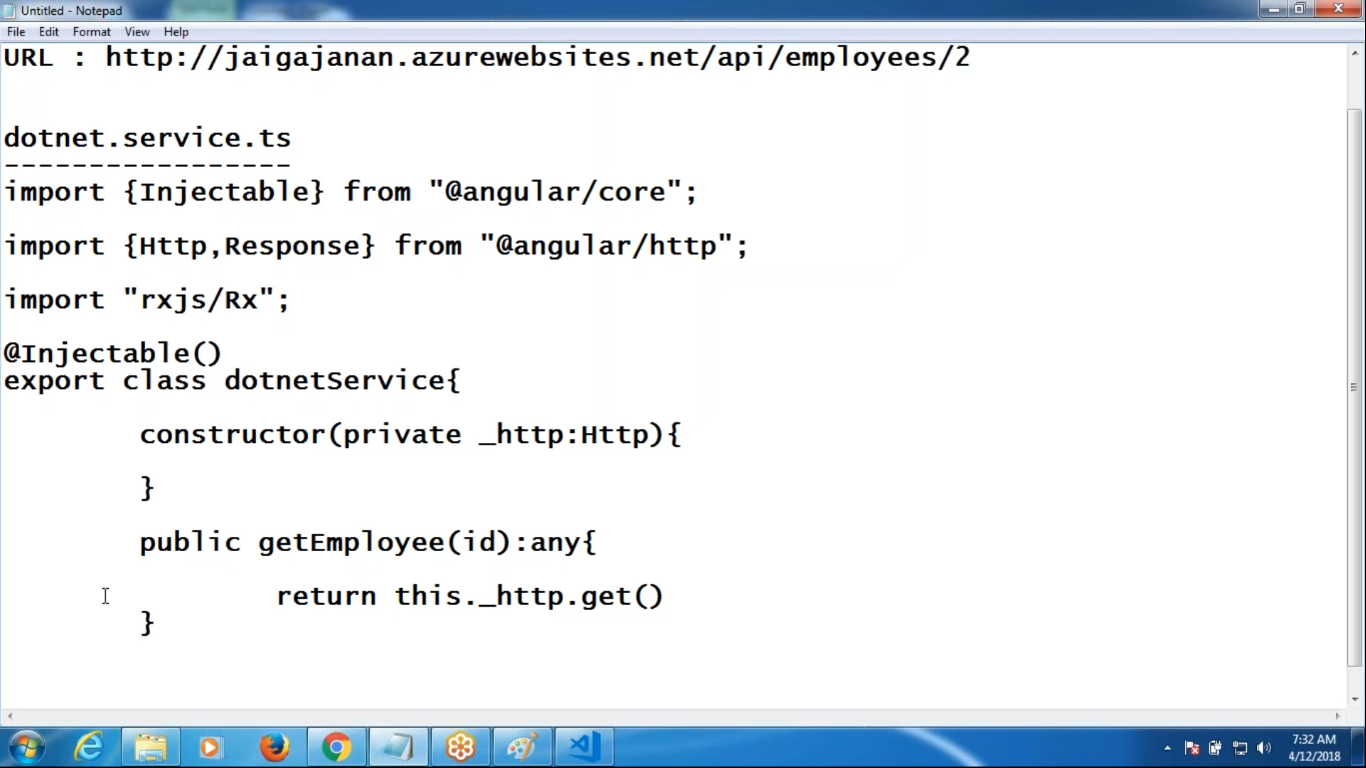 Untitled - Notepad
File Edit Format View Help
URL : http://jaigajanan.azurewebsites.net/api/employees/2
dotnet.service.ts
-----------------
import {Injectable} from "@angular/core";
import {Http,Response} from "@angular/http";
import "rxjs/Rx";
@Injectable()
export class dotnetService{
constructor(private _http:Http){
}
public getEmployee(id):any{
return this._http.get()
}
7:32 AM
4/12/2018